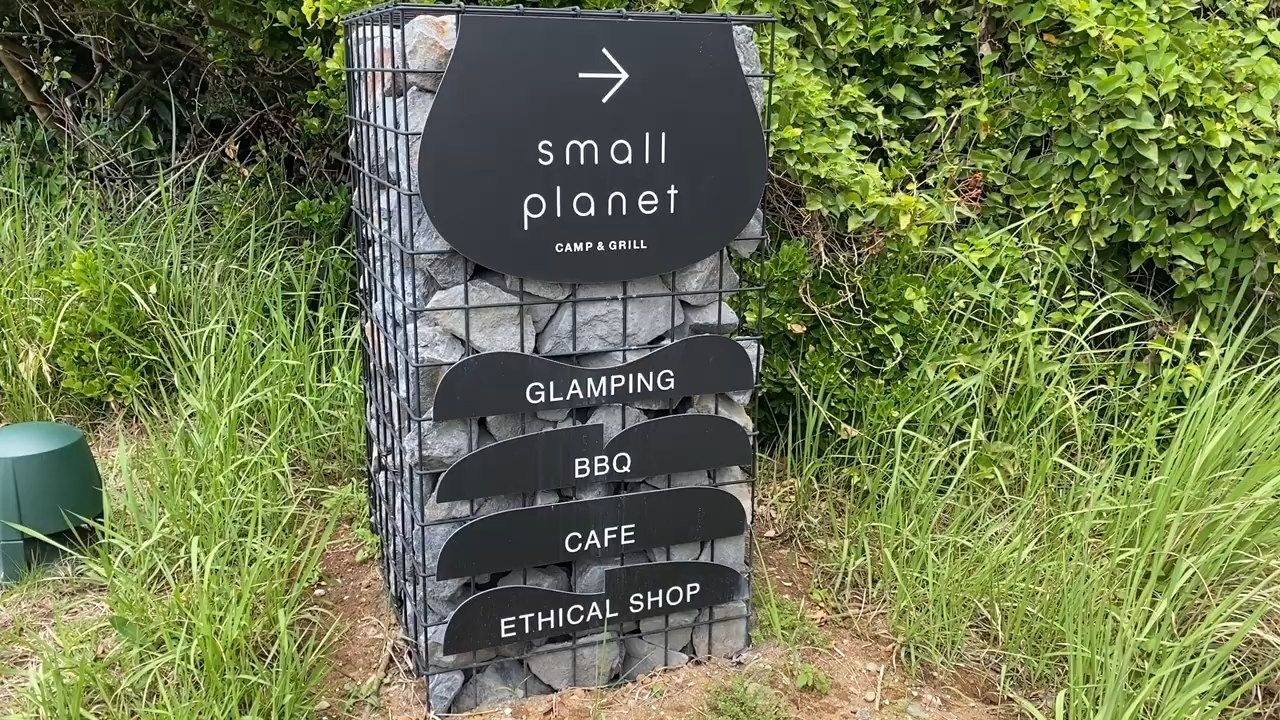 →
small
planet
CAMP & GRILL
GLAMPING
BBQ
CAFE
ETHICAL SHOP